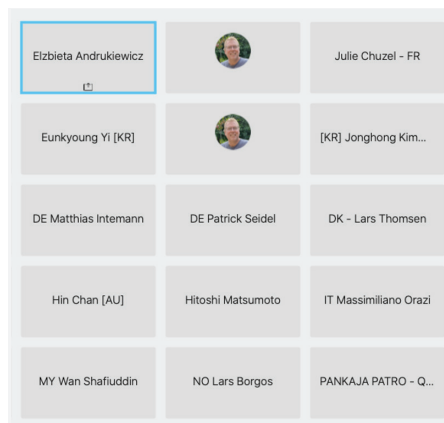 Elzbieta Andrukiewicz
Julie Chuzel - FR
Eunkyoung Yi [KR]
[KR] Jonghong Kim...
DE Matthias Intemann
DE Patrick Seidel
DK - Lars Thomsen
Hin Chan [AU]
Hitoshi Matsumoto
IT Massimiliano Orazi
MY Wan Shafiuddin
NO Lars Borgos
PANKAJA PATRO - Q...